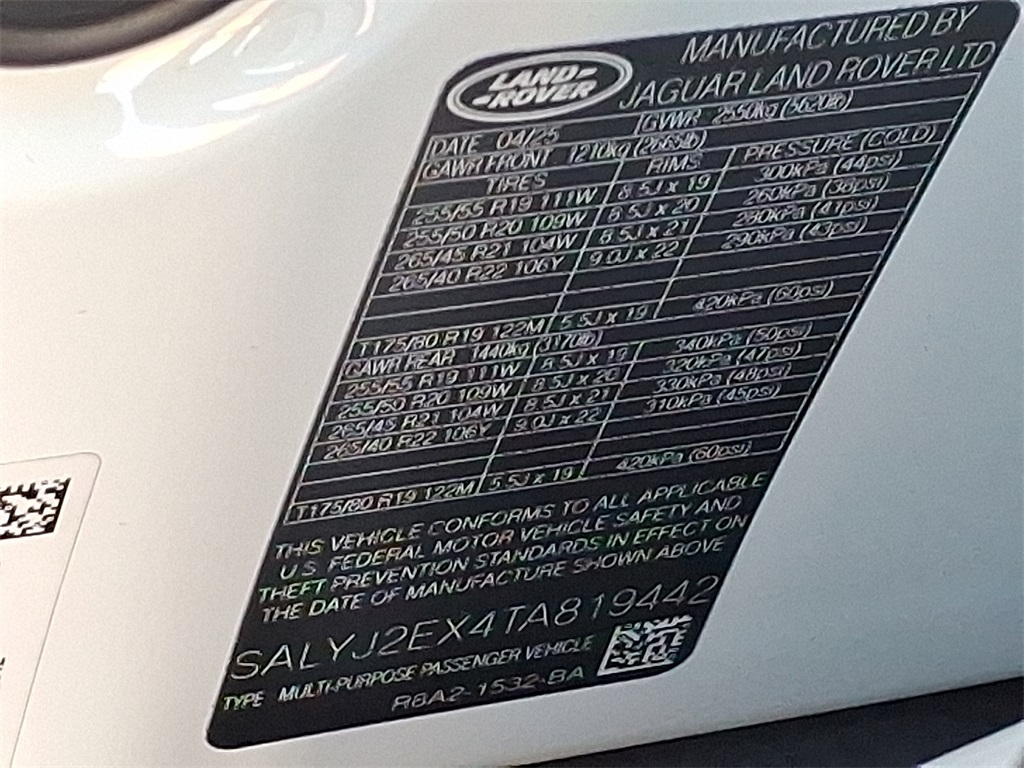 LAND-
-ROVER
MANUFACTURED BY
JAGUAR LAND ROVER LTD
DATE 04/25 GVWR 2550kg (5620lb)
GAWR FRONT 1210kg (2665lb)
TIRES RIMS PRESSURE (COLD)
255/55 R19 111W 8.5J x 19 300kPa (44psi)
255/50 R20 109W 8.5J x 20 260kPa (38psi)
265/45 R21 104W 8.5J x 21 280kPa (41psi)
265/40 R22 106Y 9.0J x 22 290kPa (43psi)
T175/80 R19 122M 5.5J x 19 420kPa (60psi)
GAWR REAR 1440kg (3170lb)
255/55 R19 111W 8.5J x 19 340kPa (50psi)
255/50 R20 109W 8.5J x 20 320kPa (47psi)
265/45 R21 104W 8.5J x 21 330kPa (48psi)
265/40 R22 106Y 9.0J x 22 310kPa (45psi)
T175/80 R19 122M 5.5J x 19 420kPa (60psi)
THIS VEHICLE CONFORMS TO ALL APPLICABLE
U.S. FEDERAL MOTOR VEHICLE SAFETY AND
THEFT PREVENTION STANDARDS IN EFFECT ON
THE DATE OF MANUFACTURE SHOWN ABOVE
SALYJ2EX4TA819442
TYPE MULTI-PURPOSE PASSENGER VEHICLE
R8A2-1532-BA